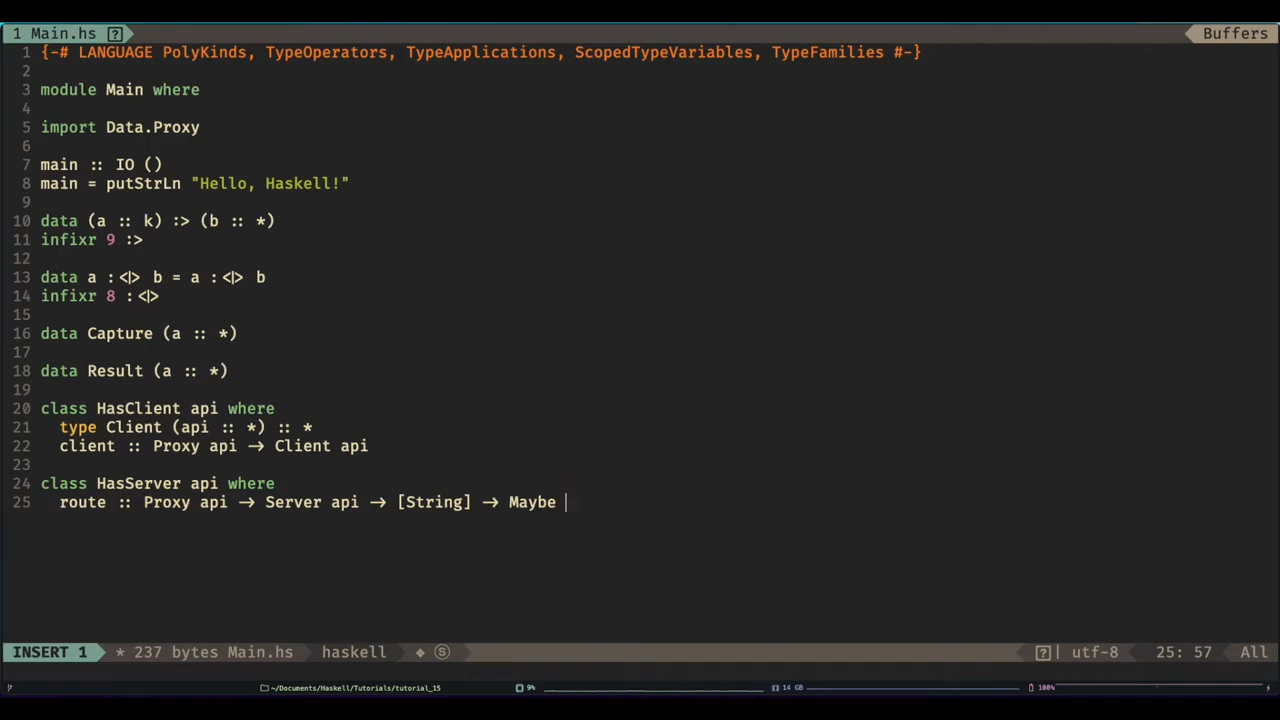 1 Main.hs
Buffers
1 {-# LANGUAGE PolyKinds, TypeOperators, TypeApplications, ScopedTypeVariables, TypeFamilies #-}
2
3 module Main where
4
5 import Data.Proxy
6
7 main :: IO ()
8 main = putStrLn "Hello, Haskell!"
9
10 data (a :: k) :> (b :: *)
11 infixr 9 :>
12
13 data a :<|> b = a :<|> b
14 infixr 8 :<|>
15
16 data Capture (a :: *)
17
18 data Result (a :: *)
19
20 class HasClient api where
21 type Client (api :: *) :: *
22 client :: Proxy api → Client api
23
24 class HasServer api where
25 route :: Proxy api → Server api → [String] → Maybe
INSERT 1 * 237 bytes Main.hs haskell ❖ Ⓢ utf-8 25: 57 All
~/Documents/Haskell/Tutorials/tutorial_15 9% 14 GB 100%